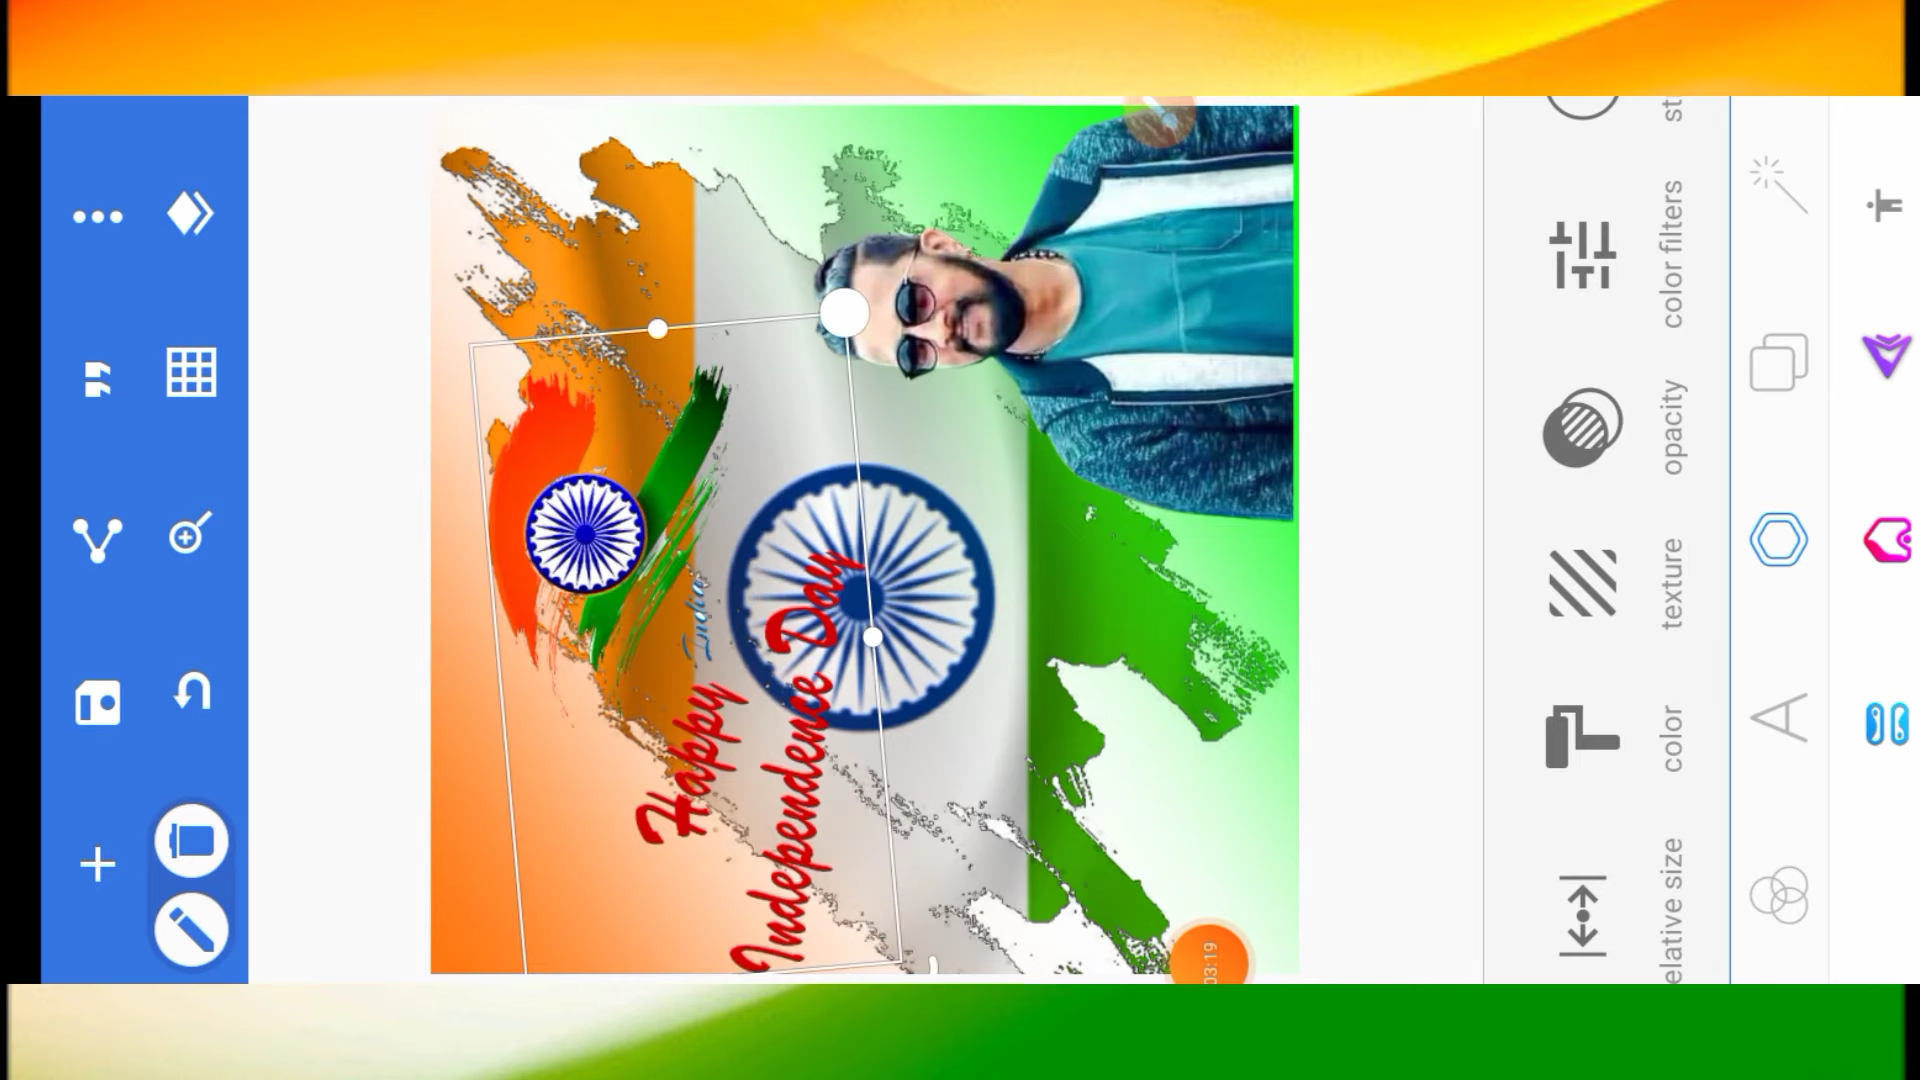 India
Happy
Independence Day
03:19
st
color filters
opacity
texture
color
elative size